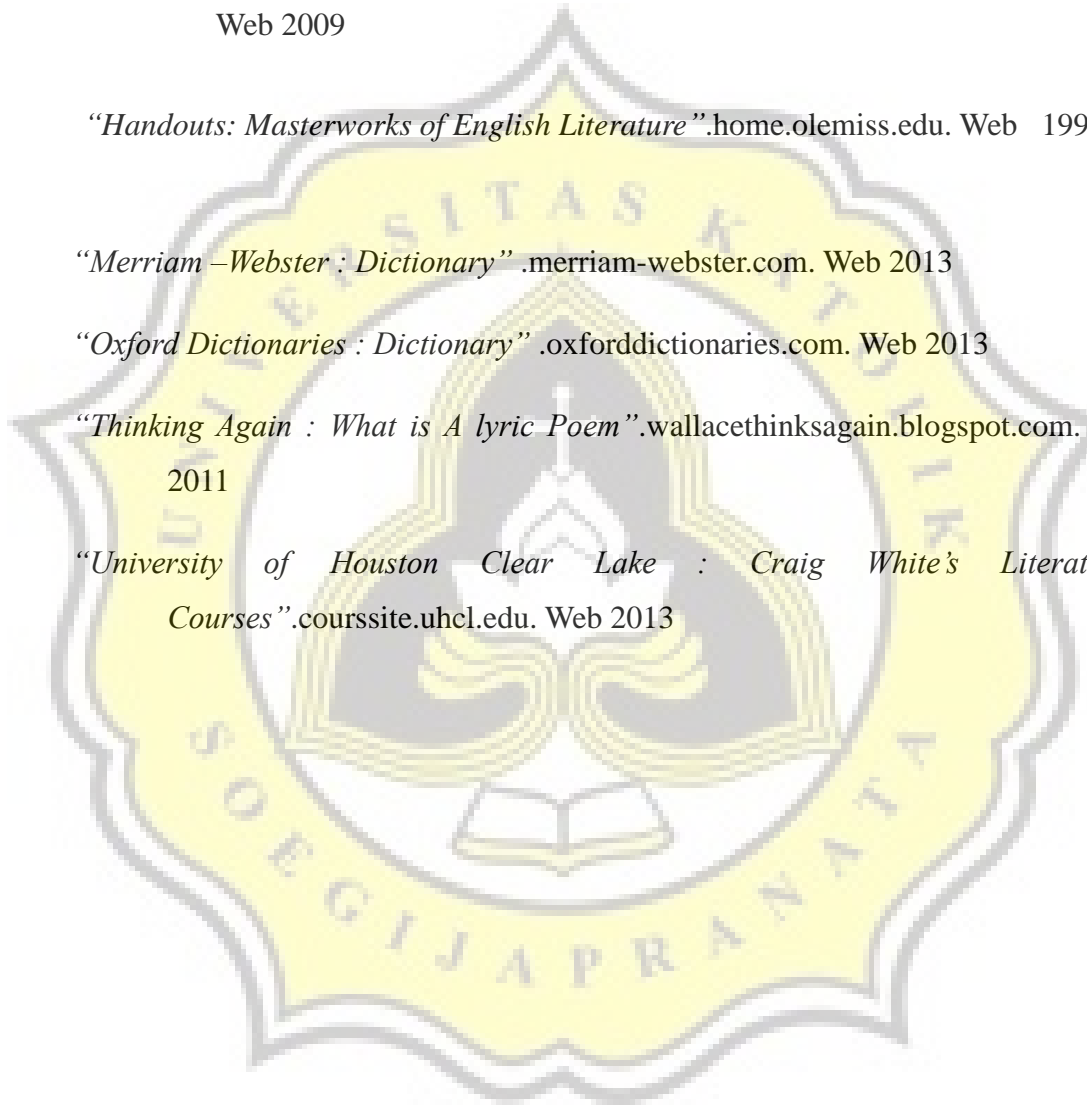 Web 2009
“Handouts: Masterworks of English Literature”.home.olemiss.edu. Web 199
“Merriam –Webster : Dictionary” .merriam-webster.com. Web 2013
“Oxford Dictionaries : Dictionary” .oxforddictionaries.com. Web 2013
“Thinking Again : What is A lyric Poem”.wallacethinksagain.blogspot.com.
2011
“University of Houston Clear Lake : Craig White’s Literat
Courses”.courssite.uhcl.edu. Web 2013
UNIVERSITAS KATOLIK
SOEGIJAPRANATA